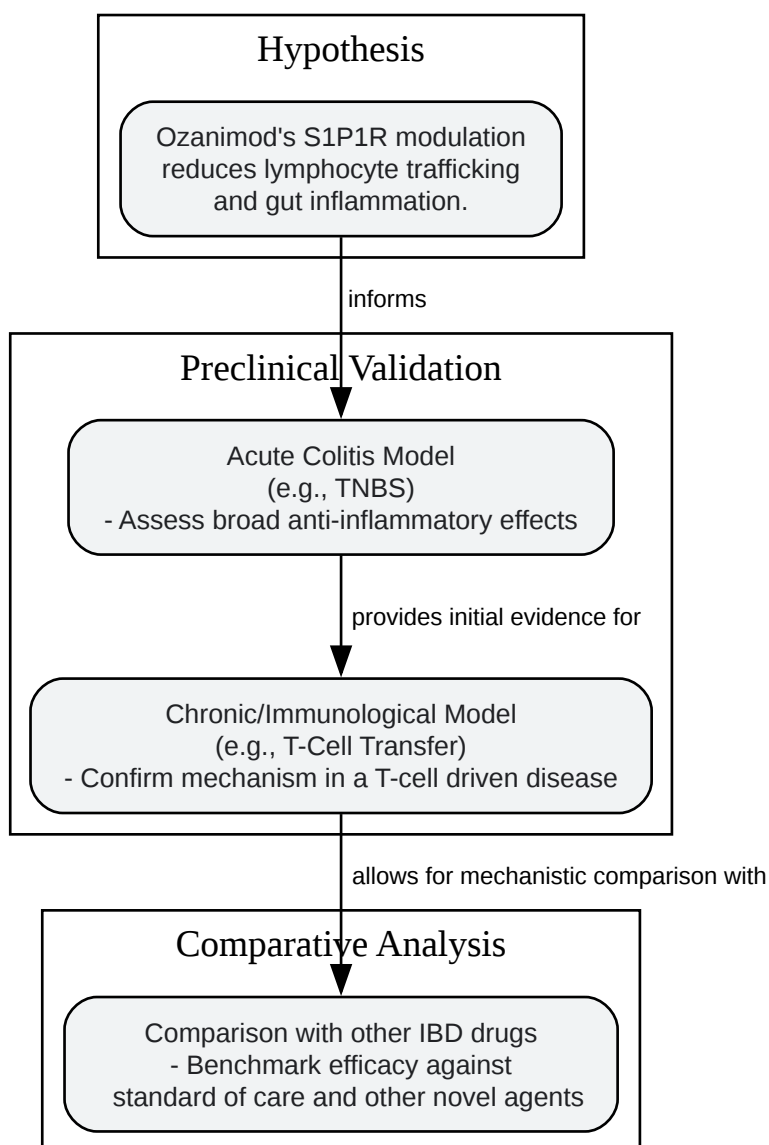 Hypothesis
Ozanimod's S1P1R modulation
reduces lymphocyte trafficking
and gut inflammation.
informs
Preclinical Validation
Acute Colitis Model
(e.g., TNBS)
- Assess broad anti-inflammatory effects
provides initial evidence for
Chronic/Immunological Model
(e.g., T-Cell Transfer)
- Confirm mechanism in a T-cell driven disease
allows for mechanistic comparison with
Comparative Analysis
Comparison with other IBD drugs
- Benchmark efficacy against
standard of care and other novel agents